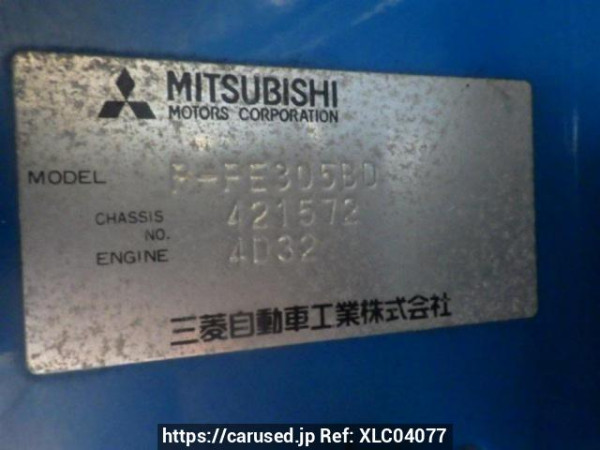 MITSUBISHI
MOTORS CORPORATION
MODEL P-FE305BD
CHASSIS NO. 421572
ENGINE 4D32
三菱自動車工業株式会社
https://carused.jp Ref: XLC04077